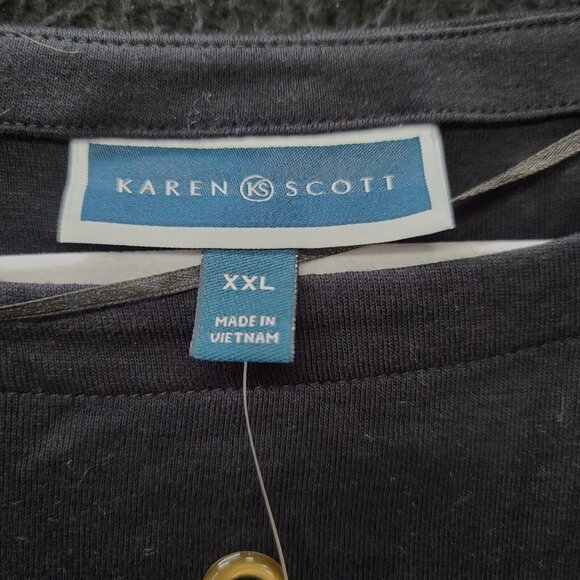 KAREN KS SCOTT
XXL
MADE IN
VIETNAM